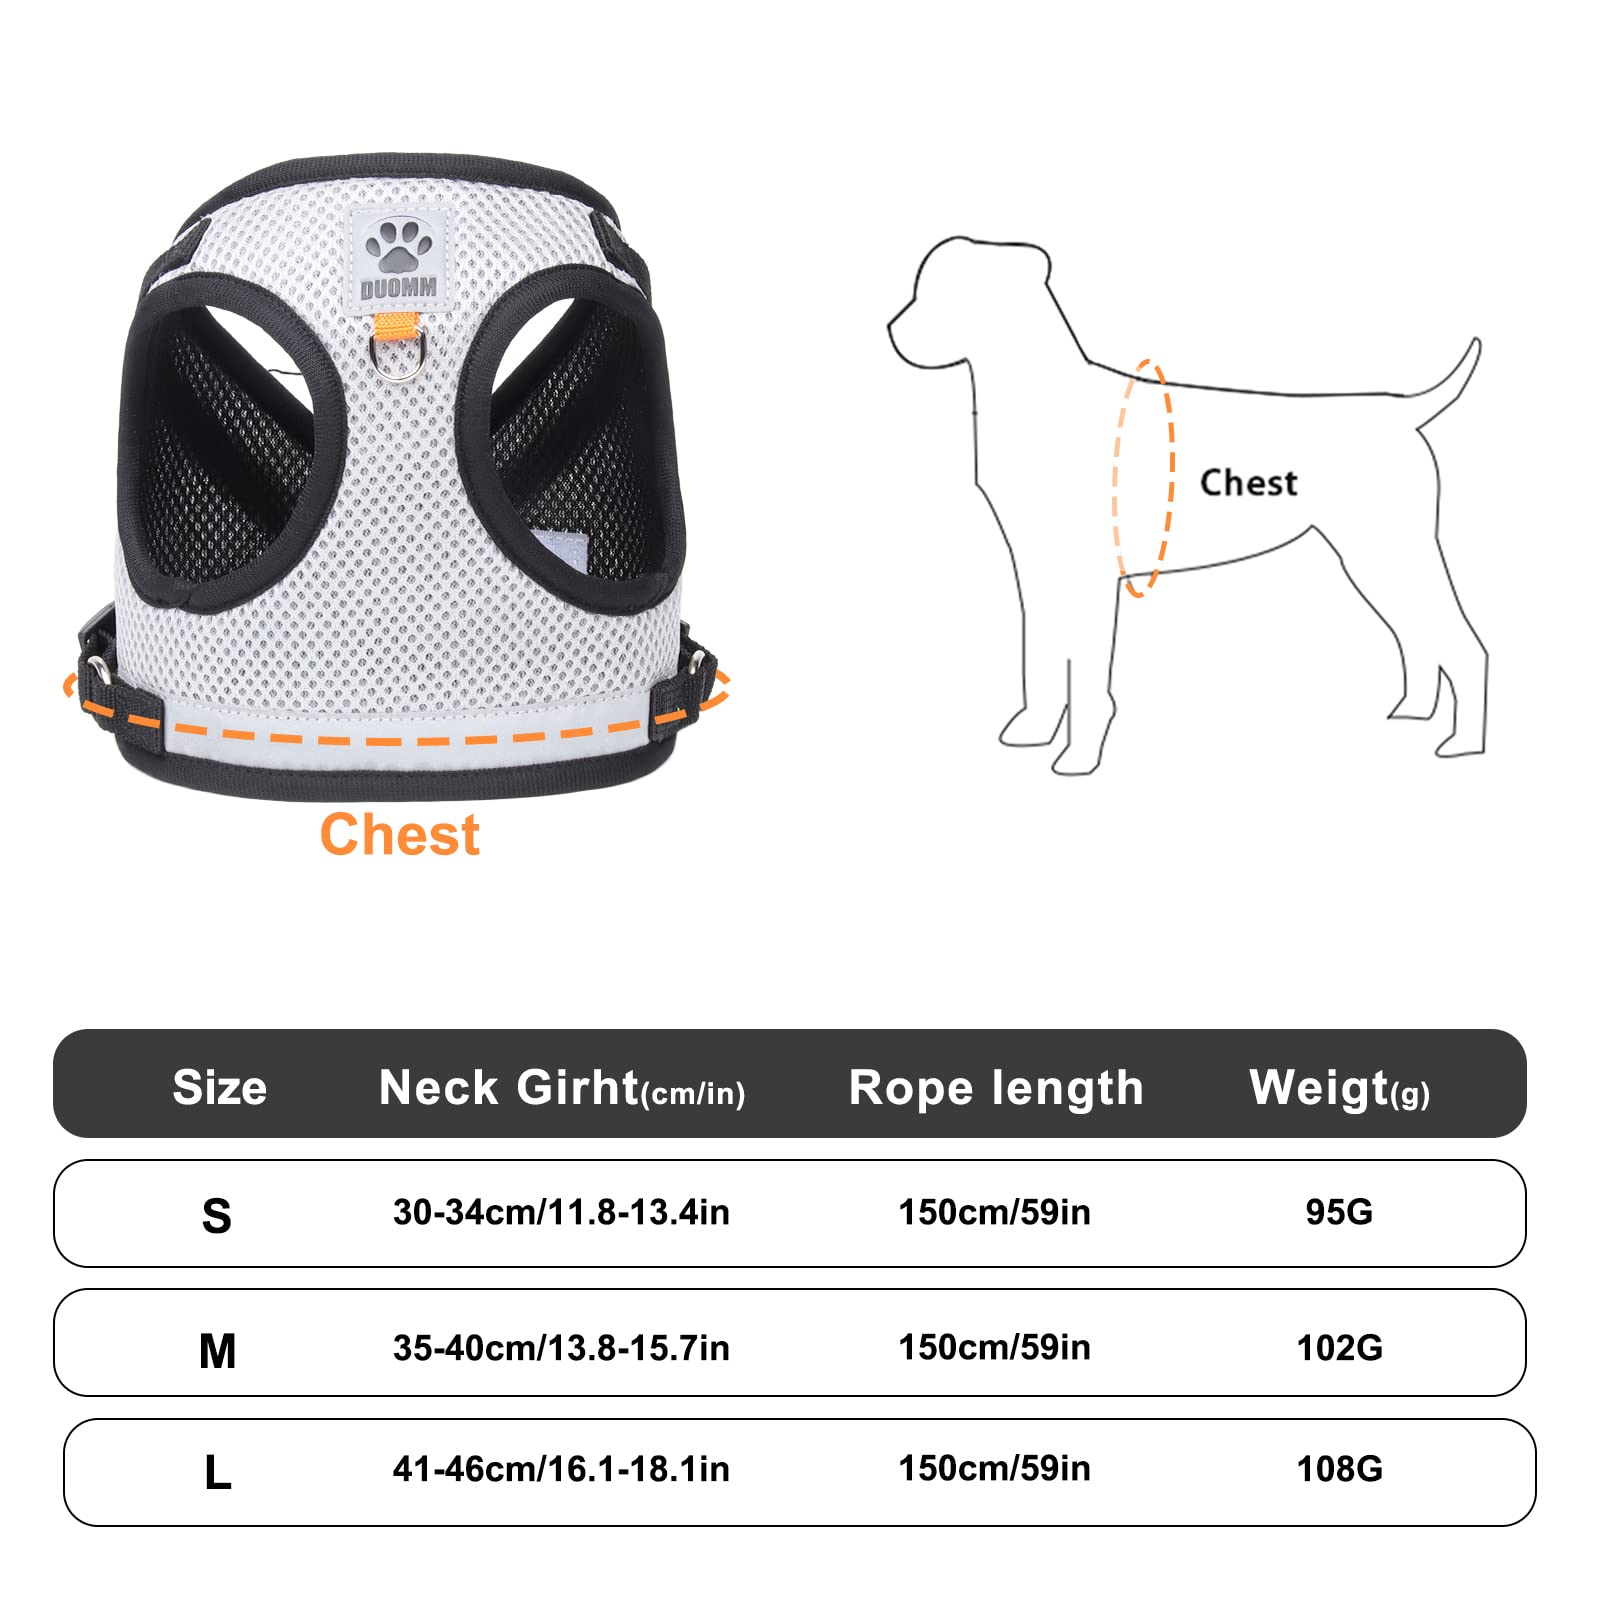 DUOMM
Chest
Chest
Size Neck Girht(cm/in) Rope length Weigt(g)
S 30-34cm/11.8-13.4in 150cm/59in 95G
M 35-40cm/13.8-15.7in 150cm/59in 102G
L 41-46cm/16.1-18.1in 150cm/59in 108G